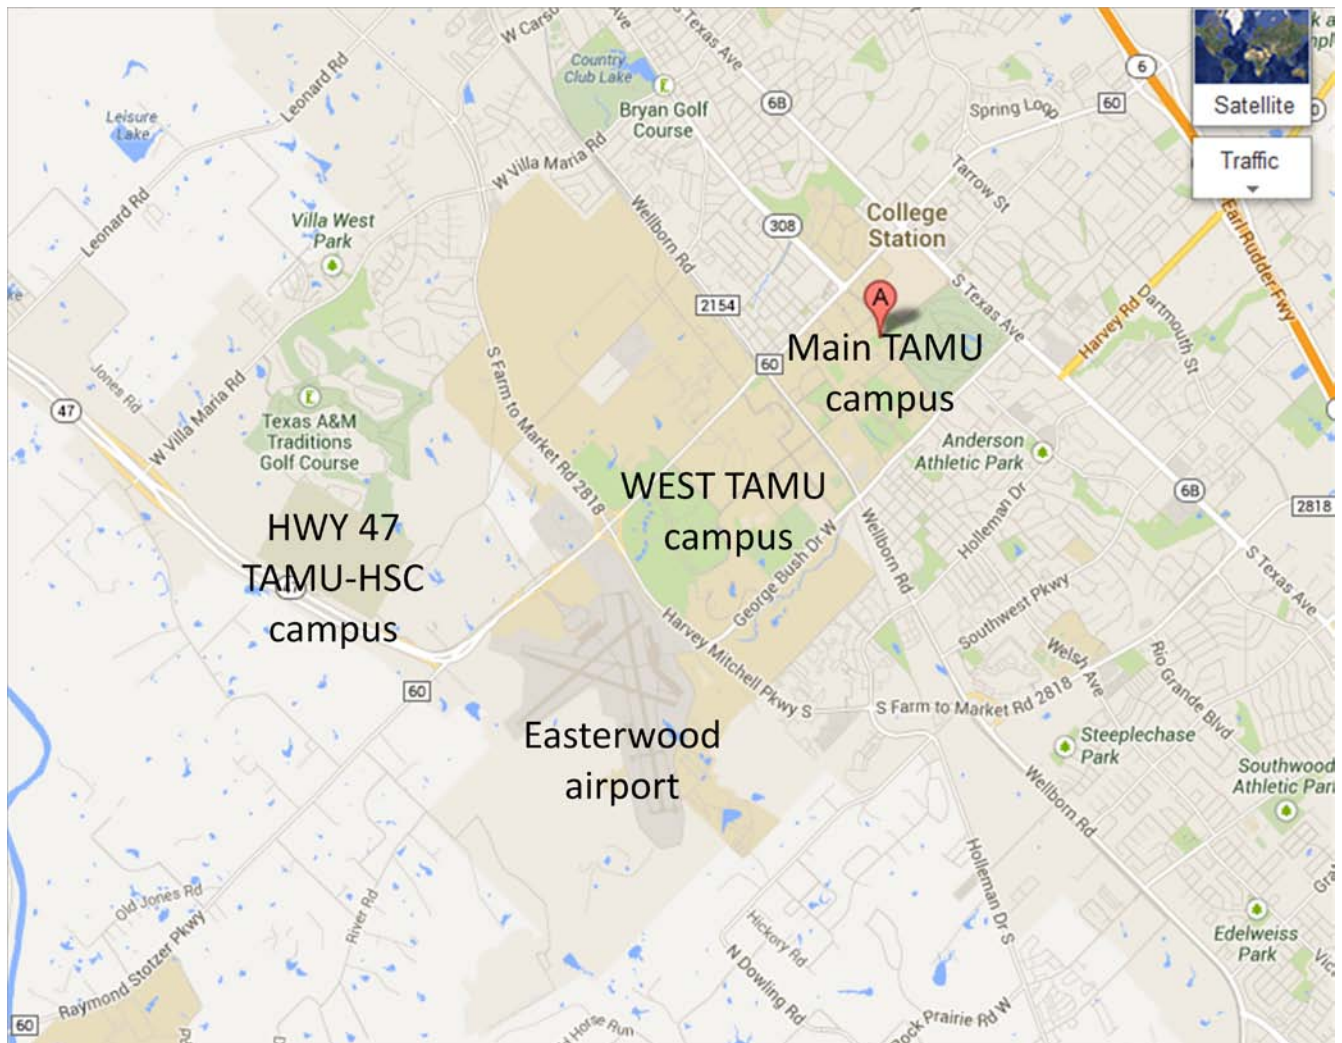 Leonard Rd
W Carso
Ave
S Texas Ave
6
Country
Club Lake
Bryan Golf
Course
6B
60
Spring Loop
Satellite
Traffic
Leisure
Lake
W Villa Maria Rd
Tarrow St
Leonard Rd
Villa West
Park
Wellborn Rd
308
College
Station
Earl Rudder Fwy
2154
A
S Texas Ave
Harvey Rd
Dartmouth St
Main TAMU
campus
60
Jones Rd
47
W Villa Maria Rd
Texas A&M
Traditions
Golf Course
S Farm to Market Rd 2818
Anderson
Athletic Park
WEST TAMU
campus
6B
2818
HWY 47
TAMU-HSC
campus
Wellborn Rd
Holleman Dr
George Bush Dr W
S Texas Ave
Harvey Mitchell Pkwy S
Southwest Pkwy
Welsh Ave
Rio Grande Blvd
60
S Farm to Market Rd 2818
Easterwood
airport
Steeplechase
Park
Southwood
Athletic Park
Wellborn Rd
Holleman Dr S
Old Jones Rd
River Rd
Raymond Stotzer Pkwy
Hickory Rd
N Dowling Rd
Edelweiss
Park
60
Horse Run
Rock Prairie Rd W